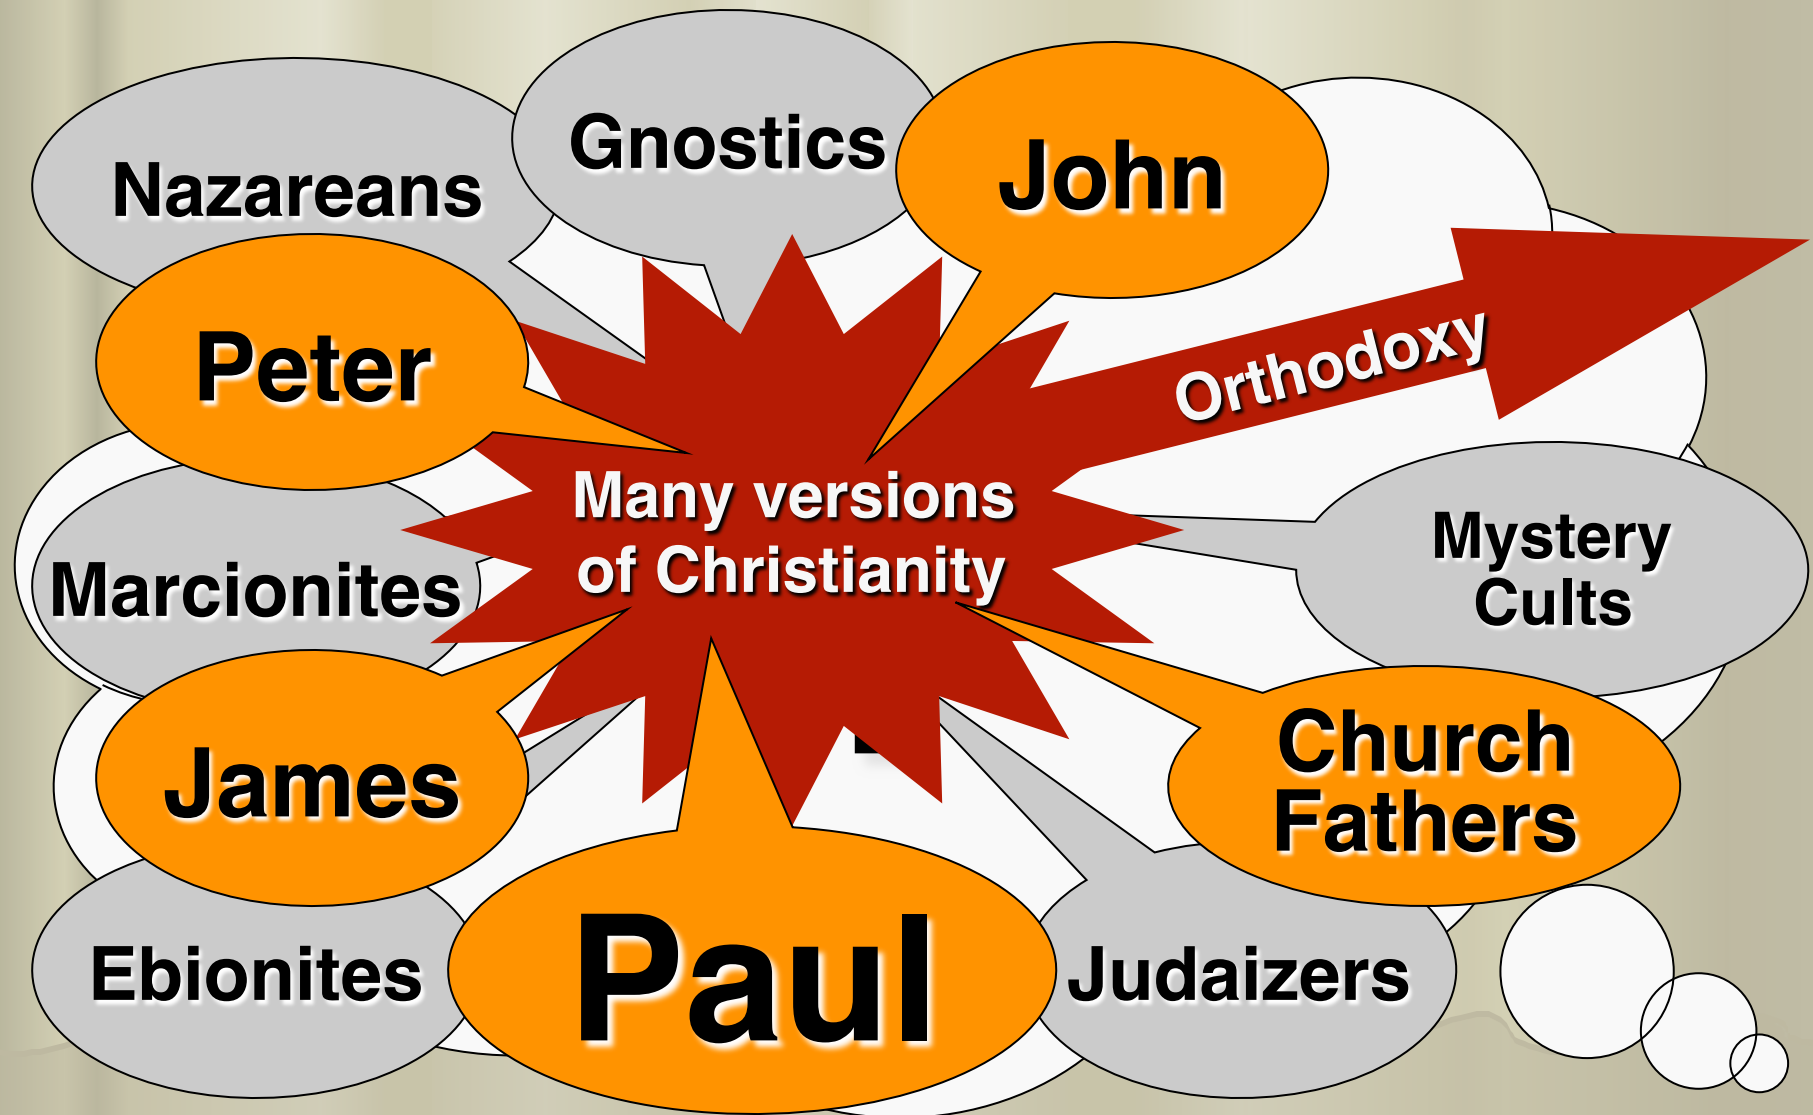 Gnostics
John
Nazareans
Peter
Orthodoxy
Many versions
of Christianity
Mystery
Cults
Marcionites
James
Church
Fathers
Ebionites
Paul
Judaizers